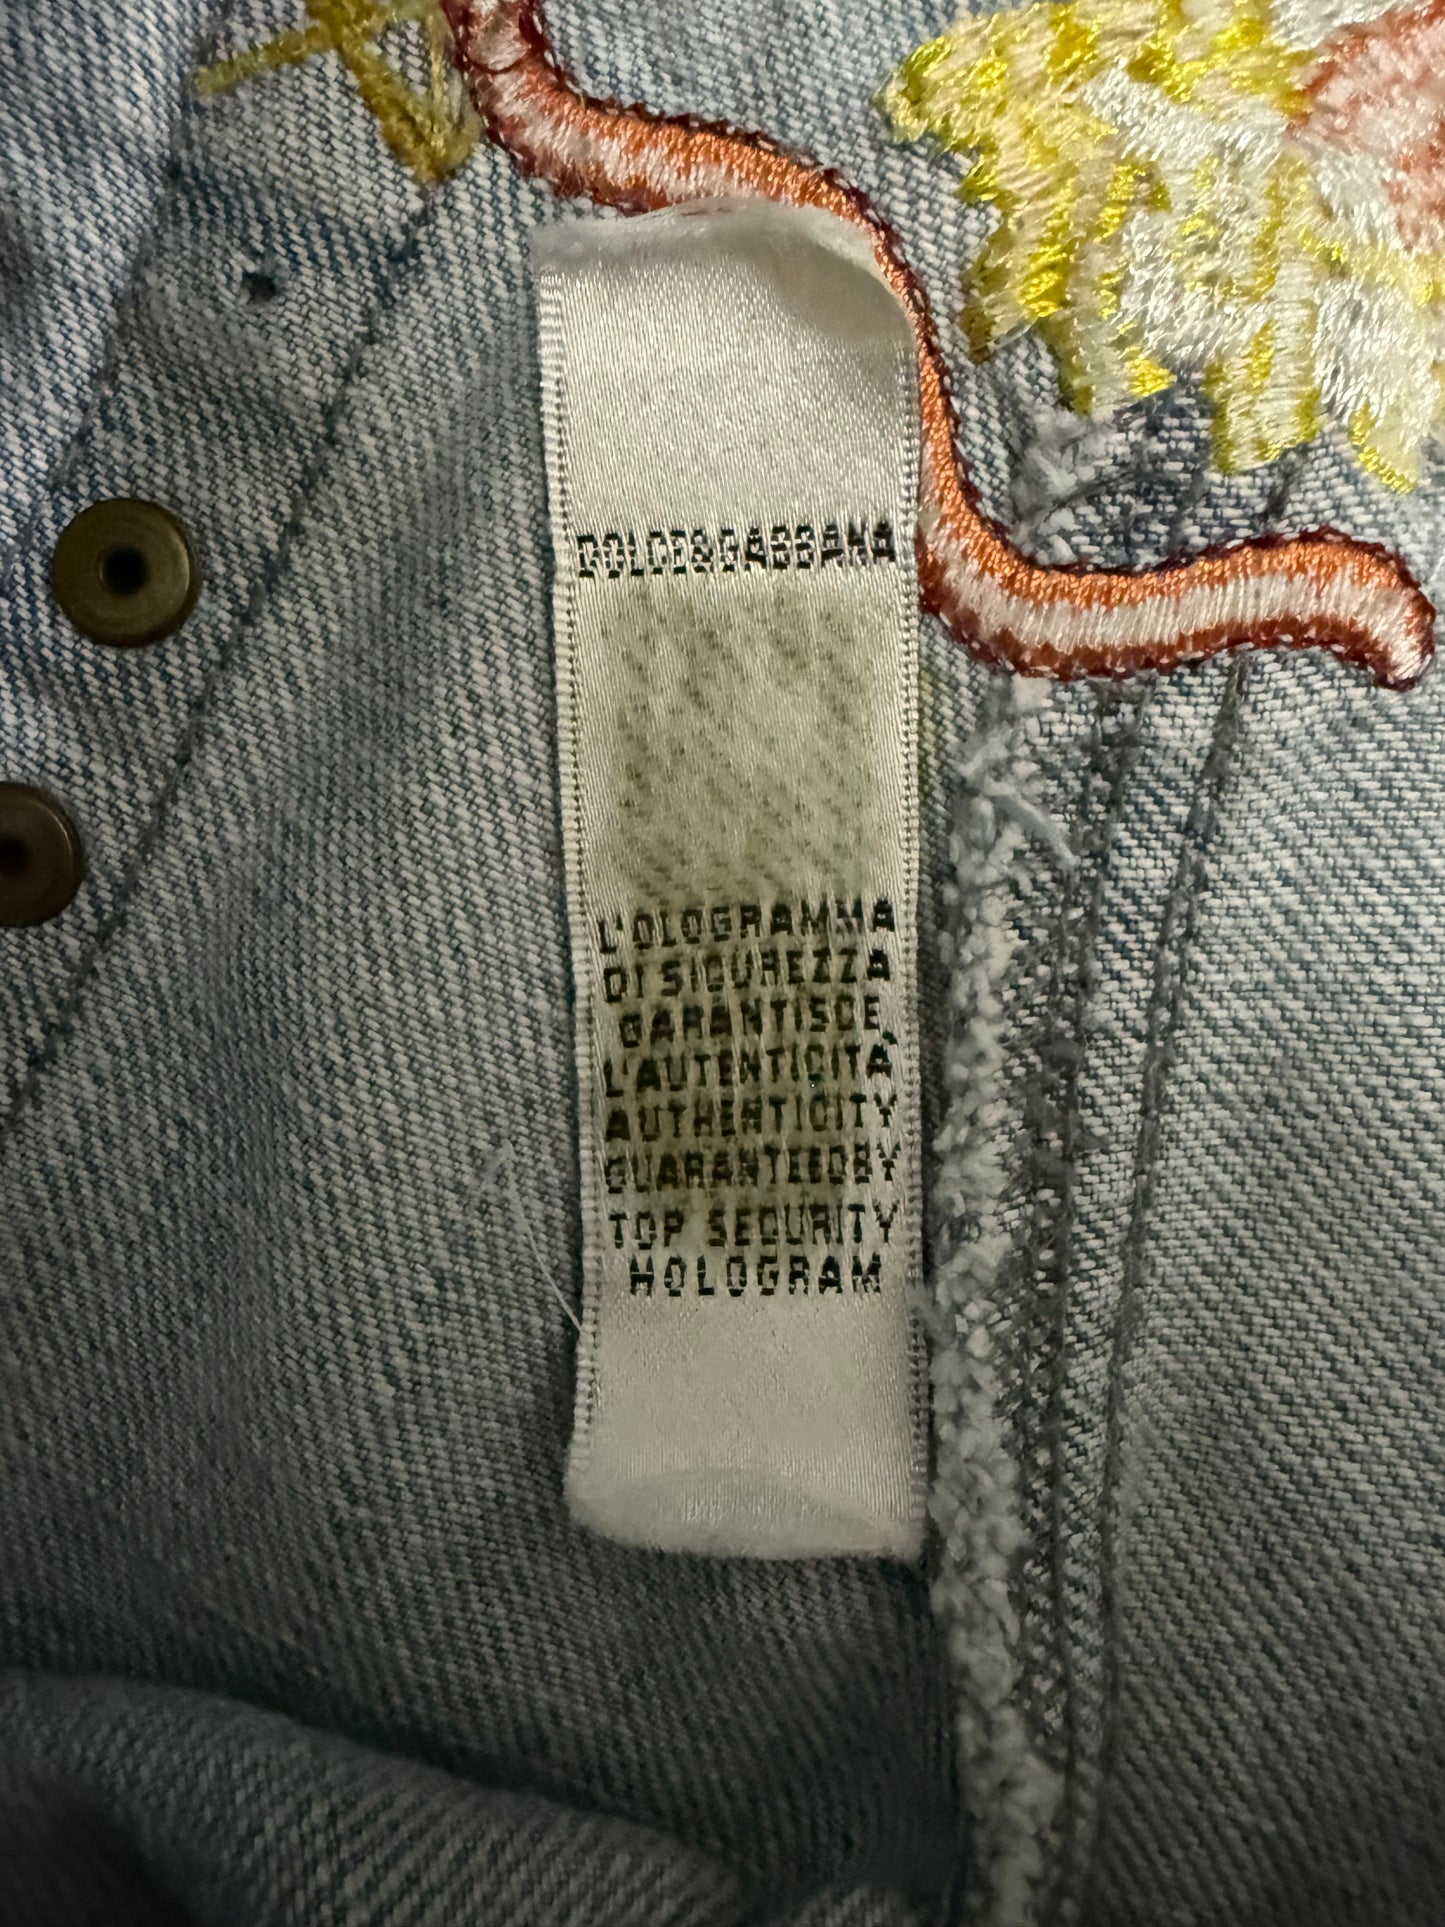 DOLCE&GABBANA
L'OLOGRAMMA
DI SICUREZZA
GARANTISCE
L'AUTENTICITÀ
AUTHENTICITY
GUARANTEED BY
TOP SECURITY
HOLOGRAM